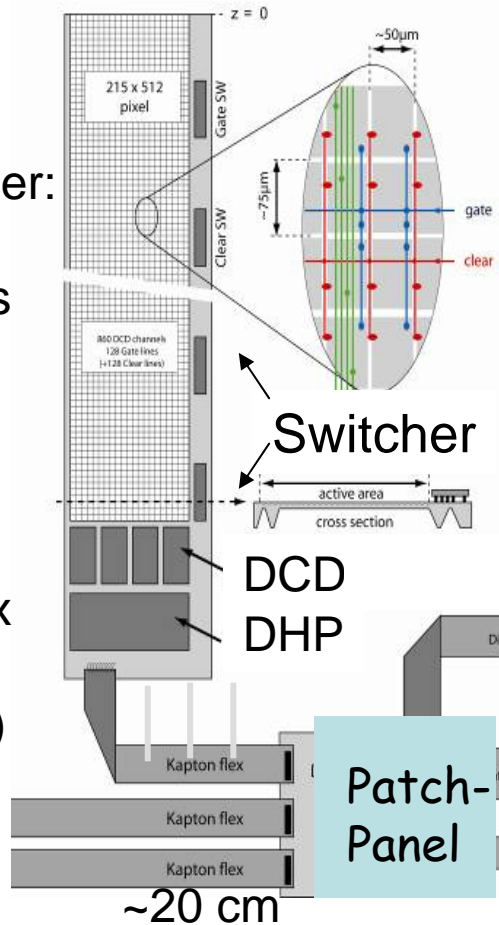 z = 0
~50µm
215 x 512
pixel
Gate SW
er:
~75µm
gate
Clear SW
clear
s
860 DCD channels
128 Gate lines
(+128 Clear lines)
Switcher
active area
cross section
DCD
x
DHP
)
Kapton flex
Patch-
Panel
Kapton flex
Kapton flex
~20 cm